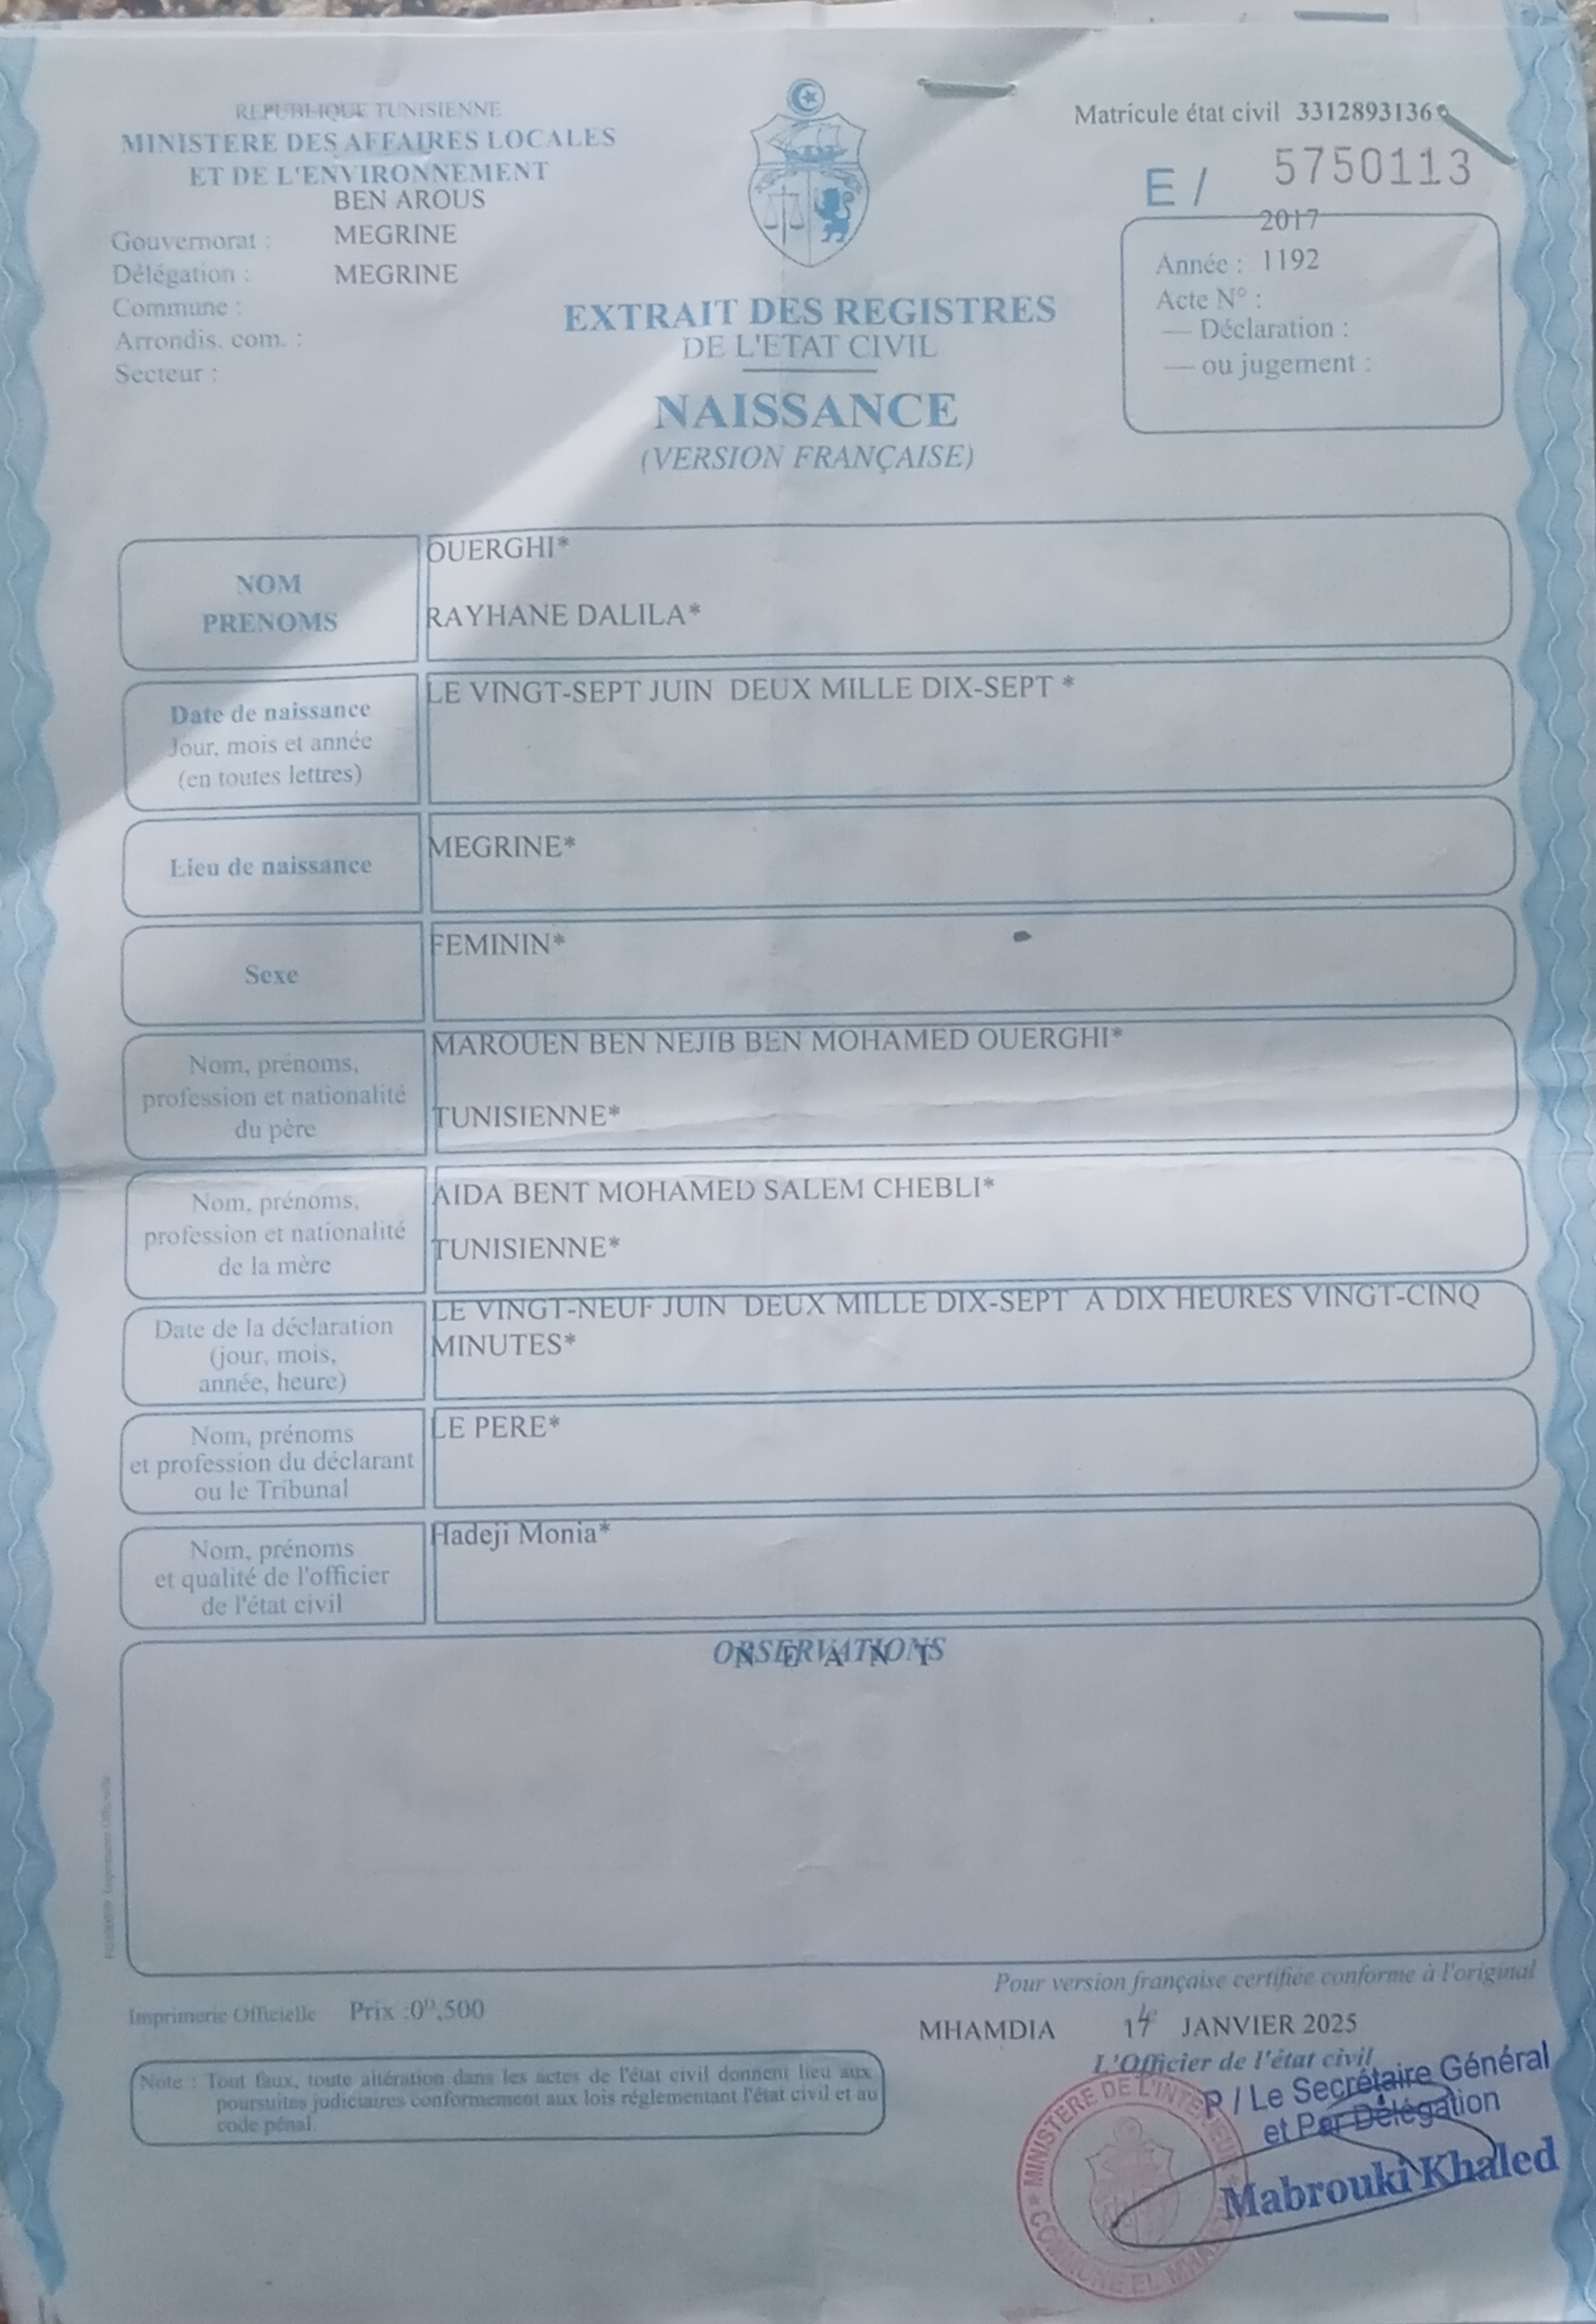 REPUBLIQUE TUNISIENNE
MINISTERE DES AFFAIRES LOCALES
ET DE L'ENVIRONNEMENT
BEN AROUS
Gouvernorat : MEGRINE
Délégation : MEGRINE
Commune :
Arrondis. com. :
Secteur :
Matricule état civil 3312893136
E / 5750113
2017
Année : 1192
Acte N° :
— Déclaration :
— ou jugement :
EXTRAIT DES REGISTRES
DE L'ETAT CIVIL
NAISSANCE
(VERSION FRANÇAISE)
NOM
PRENOMS
OUERGHI*
RAYHANE DALILA*
Date de naissance
Jour, mois et année
(en toutes lettres)
LE VINGT-SEPT JUIN DEUX MILLE DIX-SEPT *
Lieu de naissance
MEGRINE*
Sexe
FEMININ*
Nom, prénoms,
profession et nationalité
du père
MAROUEN BEN NEJIB BEN MOHAMED OUERGHI*
TUNISIENNE*
Nom, prénoms,
profession et nationalité
de la mère
AIDA BENT MOHAMED SALEM CHEBLI*
TUNISIENNE*
Date de la déclaration
(jour, mois,
année, heure)
LE VINGT-NEUF JUIN DEUX MILLE DIX-SEPT A DIX HEURES VINGT-CINQ
MINUTES*
Nom, prénoms
et profession du déclarant
ou le Tribunal
LE PERE*
Nom, prénoms
et qualité de l'officier
de l'état civil
Hadeji Monia*
OBSERVATIONS
N E A N T
Pour version française certifiée conforme à l'original
Imprimerie Officielle Prix :0ᴰ,500
MHAMDIA 14 JANVIER 2025
L'Officier de l'état civil
P / Le Secrétaire Général
et Par Délégation
Mabrouki Khaled
Note : Tout faux, toute altération dans les actes de l'état civil donnent lieu aux
poursuites judiciaires conformement aux lois réglementant l'état civil et au
code pénal.
MINISTERE DE L'INTERIEUR
COMMUNE EL